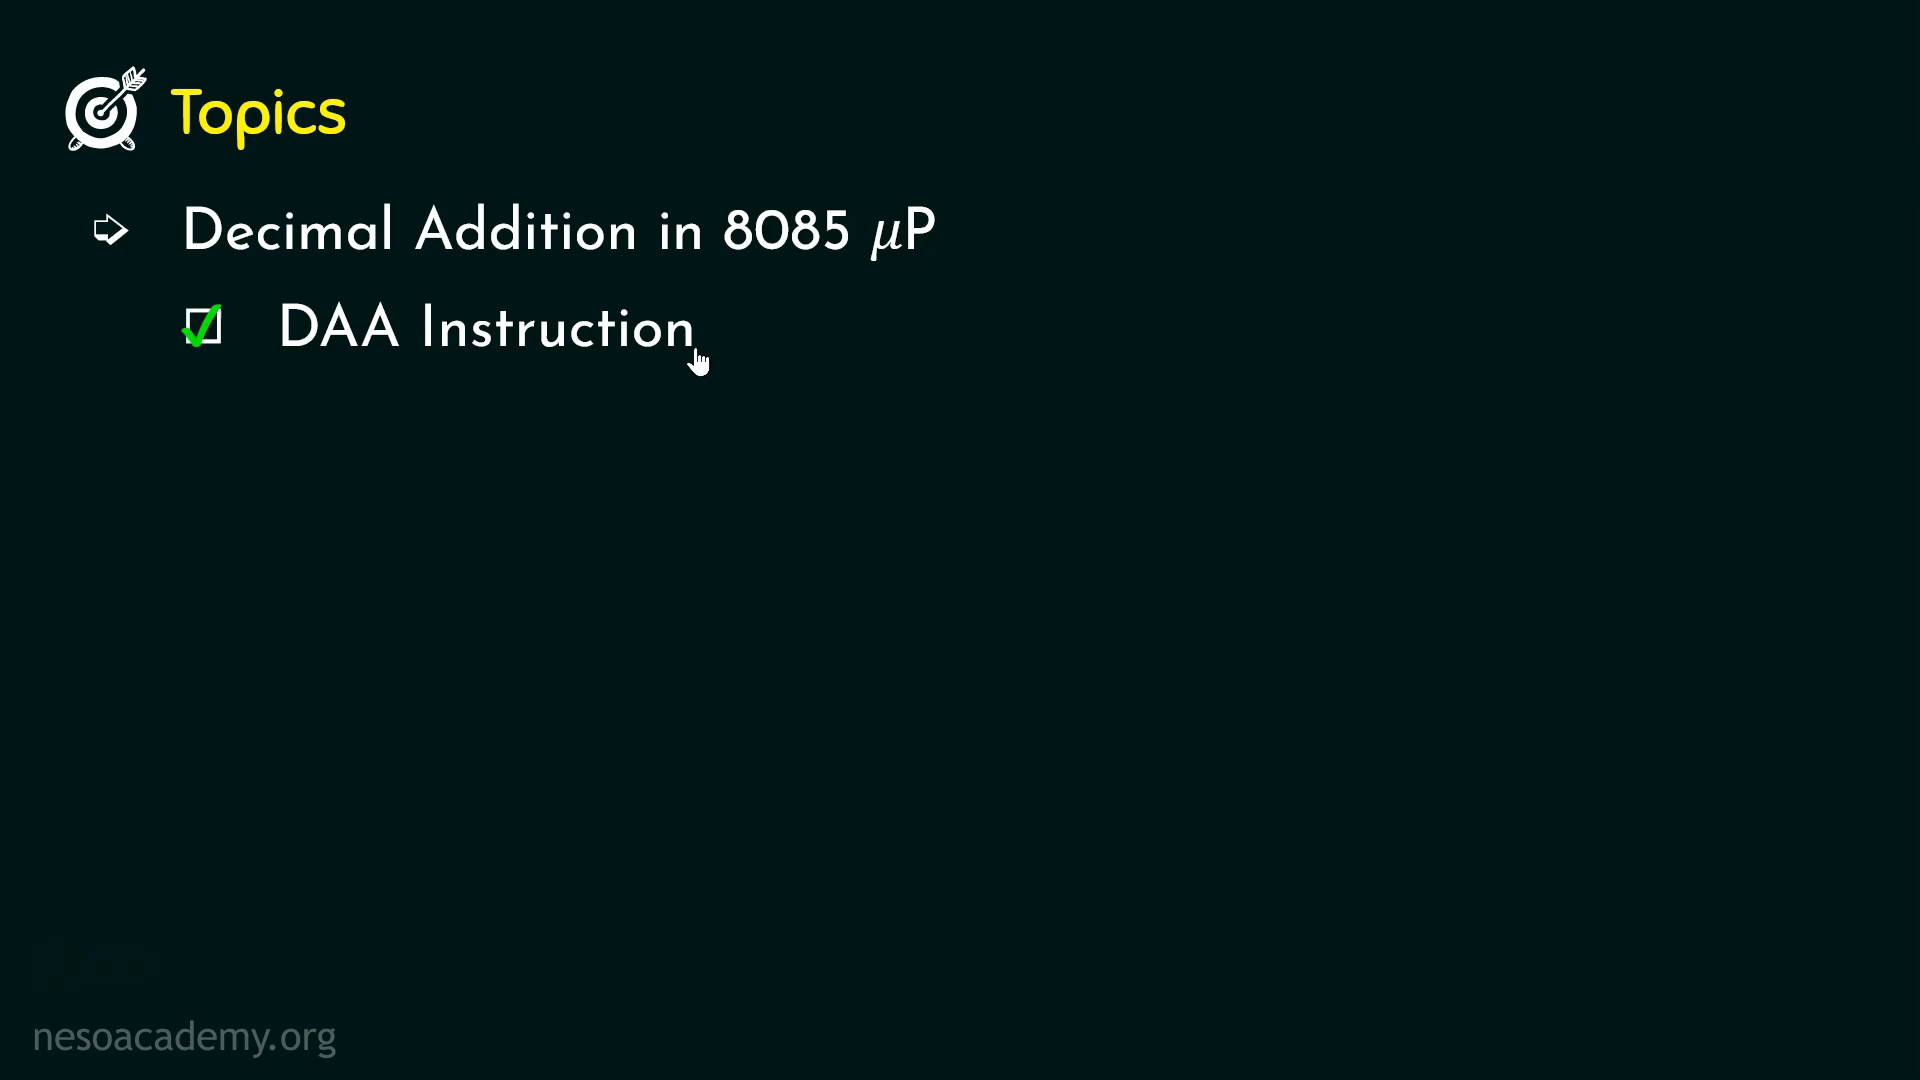 Topics
➩ Decimal Addition in 8085 μP
DAA Instruction
nesoacademy.org